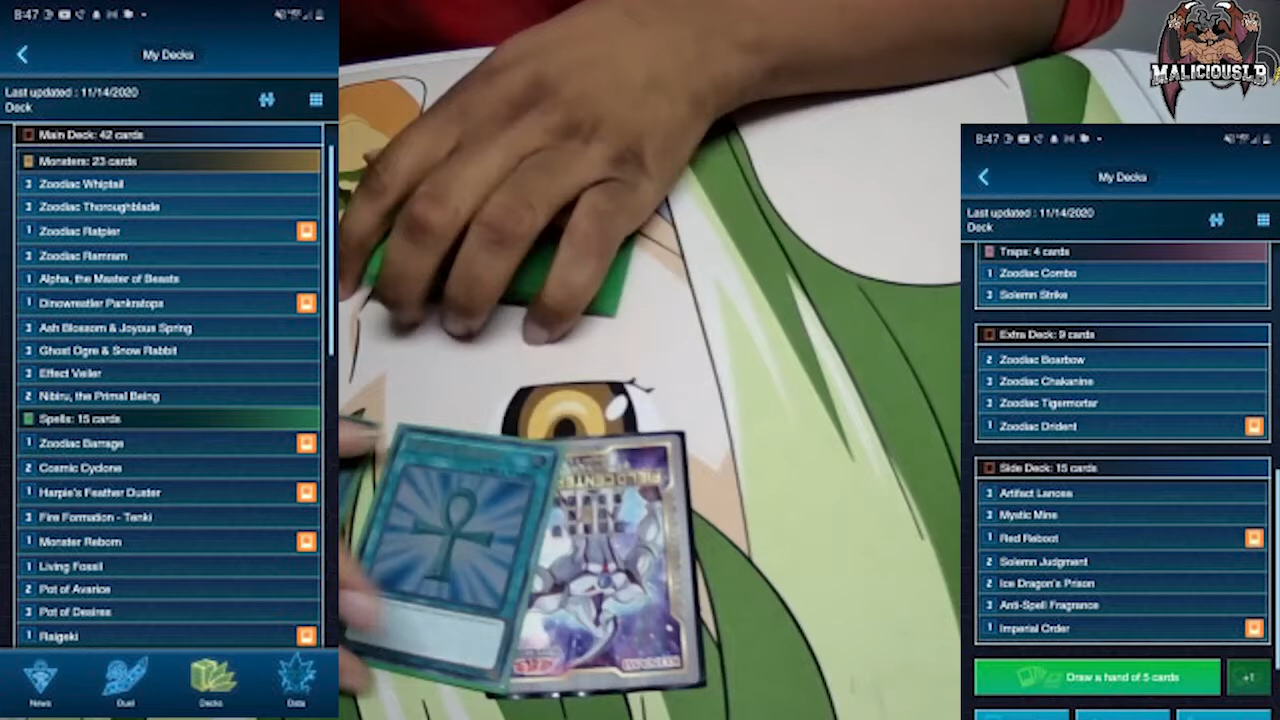 8:47
My Decks
Last updated : 11/14/2020
Deck
Main Deck: 42 cards
Monsters: 23 cards
3 Zoodiac Whiptail
3 Zoodiac Thoroughblade
1 Zoodiac Ratpier
3 Zoodiac Ramram
1 Alpha, the Master of Beasts
1 Dinowrestler Pankratops
3 Ash Blossom & Joyous Spring
3 Ghost Ogre & Snow Rabbit
3 Effect Veiler
2 Nibiru, the Primal Being
Spells: 15 cards
1 Zoodiac Barrage
2 Cosmic Cyclone
1 Harpie's Feather Duster
3 Fire Formation - Tenki
1 Monster Reborn
1 Living Fossil
2 Pot of Avarice
3 Pot of Desires
1 Raigeki
News
Duel
Decks
Data
FIELD CENTER
MALICIOUSLB
8:47
My Decks
Last updated : 11/14/2020
Deck
Traps: 4 cards
1 Zoodiac Combo
3 Solemn Strike
Extra Deck: 9 cards
2 Zoodiac Boarbow
3 Zoodiac Chakanine
3 Zoodiac Tigermortar
1 Zoodiac Drident
Side Deck: 15 cards
3 Artifact Lancea
3 Mystic Mine
1 Red Reboot
2 Solemn Judgment
2 Ice Dragon's Prison
3 Anti-Spell Fragrance
1 Imperial Order
Draw a hand of 5 cards
+1